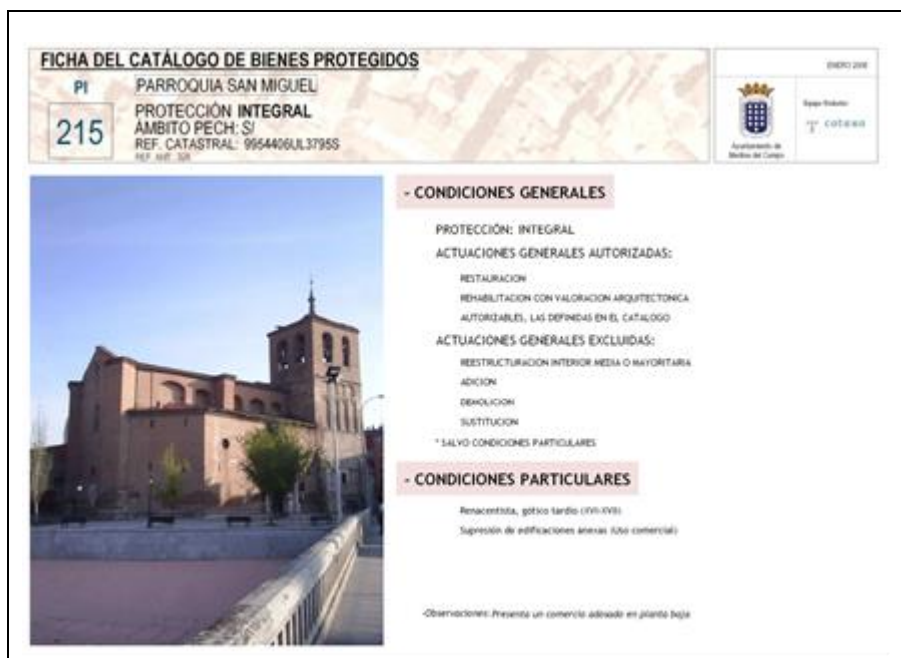 FICHA DEL CATÁLOGO DE BIENES PROTEGIDOS
PI
PARROQUIA SAN MIGUEL
215
PROTECCIÓN INTEGRAL
ÁMBITO PECH: SI
REF. CATASTRAL: 9954406UL3795S
ENERO 2008
Ayuntamiento de
Medina del Campo
Equipo Redactor:
- CONDICIONES GENERALES
PROTECCIÓN: INTEGRAL
ACTUACIONES GENERALES AUTORIZADAS:
RESTAURACION
REHABILITACION CON VALORACION ARQUITECTONICA
AUTORIZABLES, LAS DEFINIDAS EN EL CATALOGO
ACTUACIONES GENERALES EXCLUIDAS:
REESTRUCTURACION INTERIOR MEDIA O MAYORITARIA
ADICION
DEMOLICION
SUSTITUCION
* SALVO CONDICIONES PARTICULARES
- CONDICIONES PARTICULARES
Renacentista, gótico tardío (XVI-XVII)
Supresión de edificaciones anexas (Uso comercial)
-Observaciones: Presenta un comercio adosado en planta baja